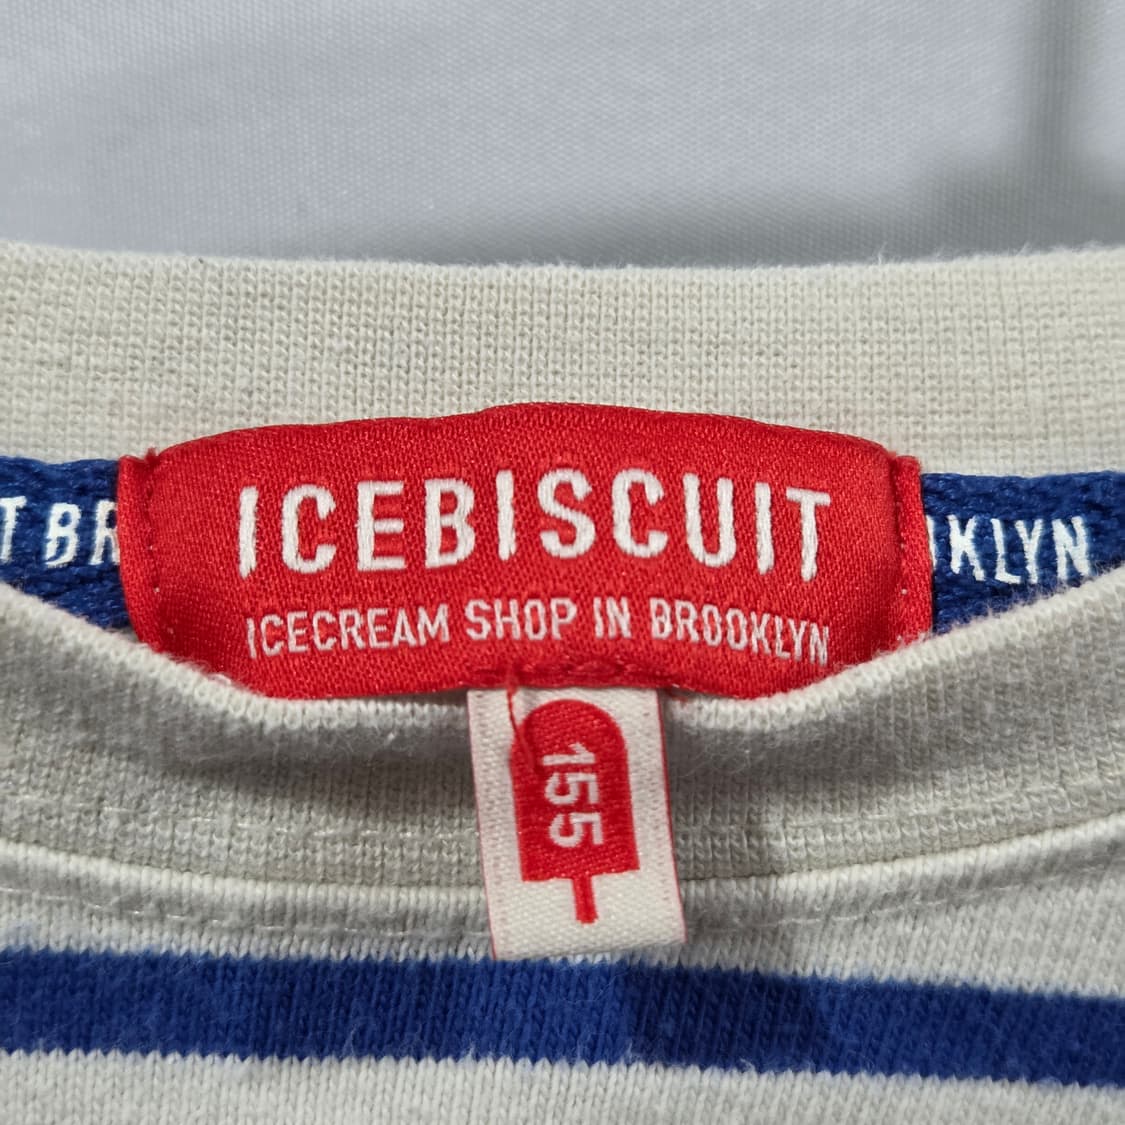 ICEBISCUIT
ICECREAM SHOP IN BROOKLYN
155